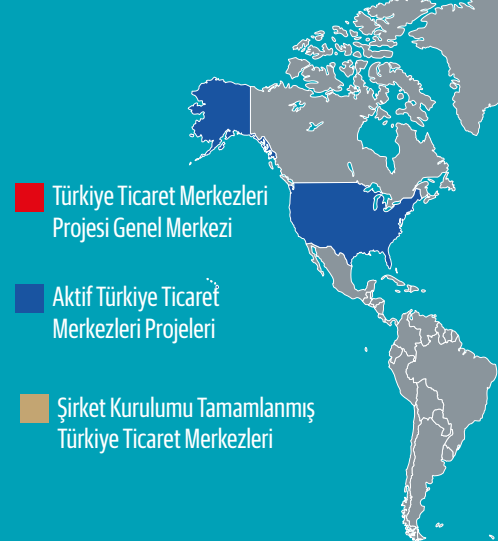 Türkiye Ticaret Merkezleri
Projesi Genel Merkezi
Aktif Türkiye Ticaret
Merkezleri Projeleri
Şirket Kurulumu Tamamlanmış
Türkiye Ticaret Merkezleri